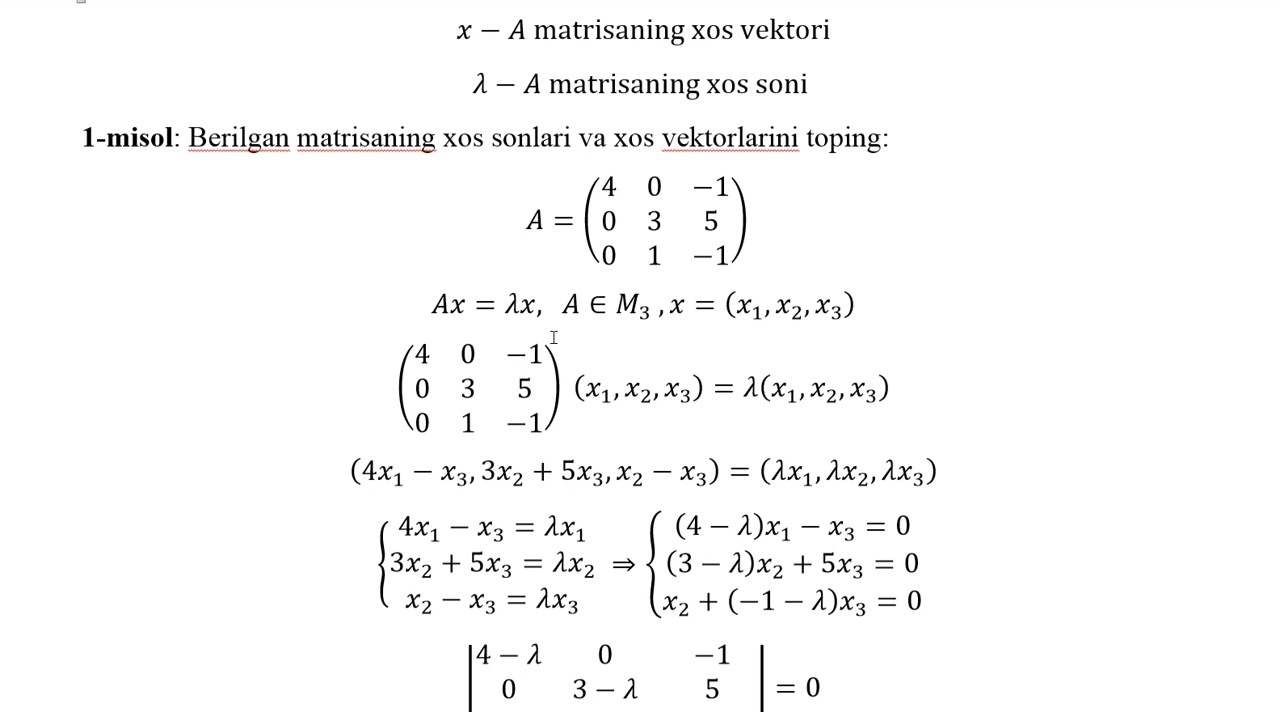 x − A matrisaning xos vektori
λ − A matrisaning xos soni
1-misol: Berilgan matrisaning xos sonlari va xos vektorlarini toping:
A = (4 0 −1
0 3 5
0 1 −1)
Ax = λx, A ∈ M₃ , x = (x₁, x₂, x₃)
(4 0 −1
0 3 5
0 1 −1) (x₁, x₂, x₃) = λ(x₁, x₂, x₃)
(4x₁ − x₃, 3x₂ + 5x₃, x₂ − x₃) = (λx₁, λx₂, λx₃)
{ 4x₁ − x₃ = λx₁
3x₂ + 5x₃ = λx₂
x₂ − x₃ = λx₃
⇒ { (4 − λ)x₁ − x₃ = 0
(3 − λ)x₂ + 5x₃ = 0
x₂ + (−1 − λ)x₃ = 0
|4 − λ 0 −1|
|0 3 − λ 5| = 0